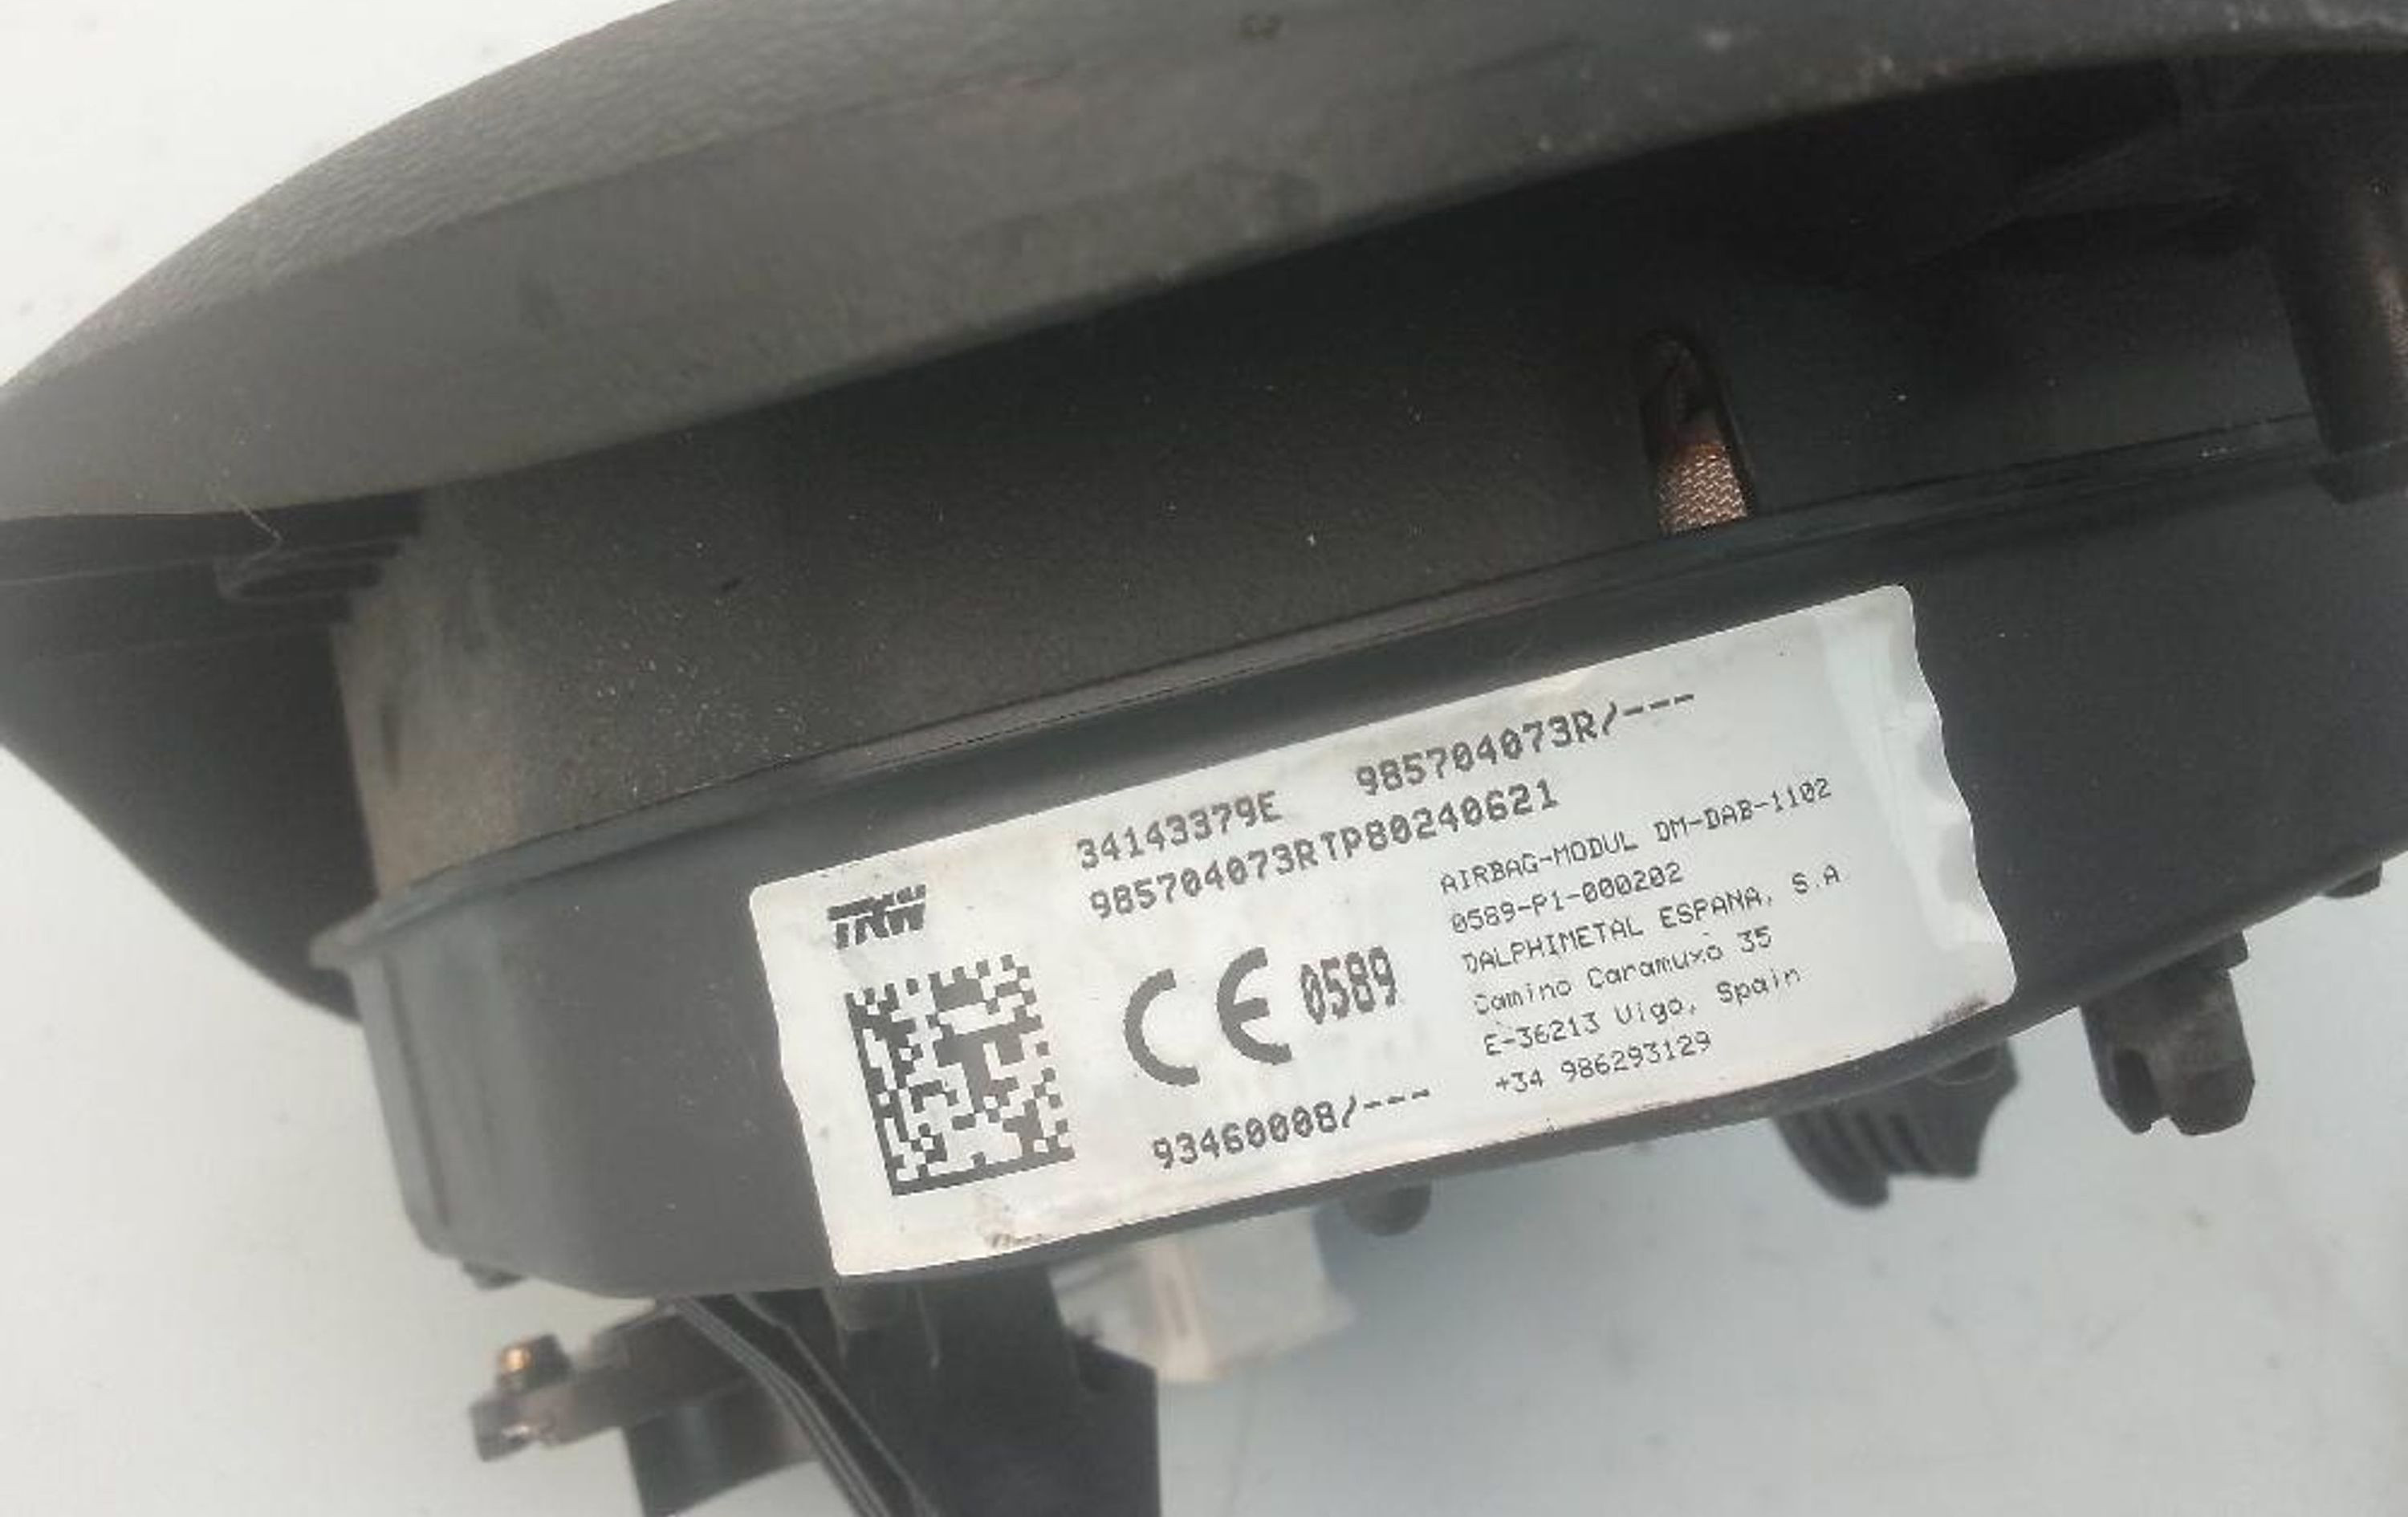 34143379E 985704073R/---
985704073RTP80240621
TRW
AIRBAG-MODUL DM-DAB-1102
0589-P1-000202
DALPHIMETAL ESPANA, S.A
Camino Caramuxo 35
E-36213 Vigo, Spain
+34 986293129
CE 0589
93460008/---